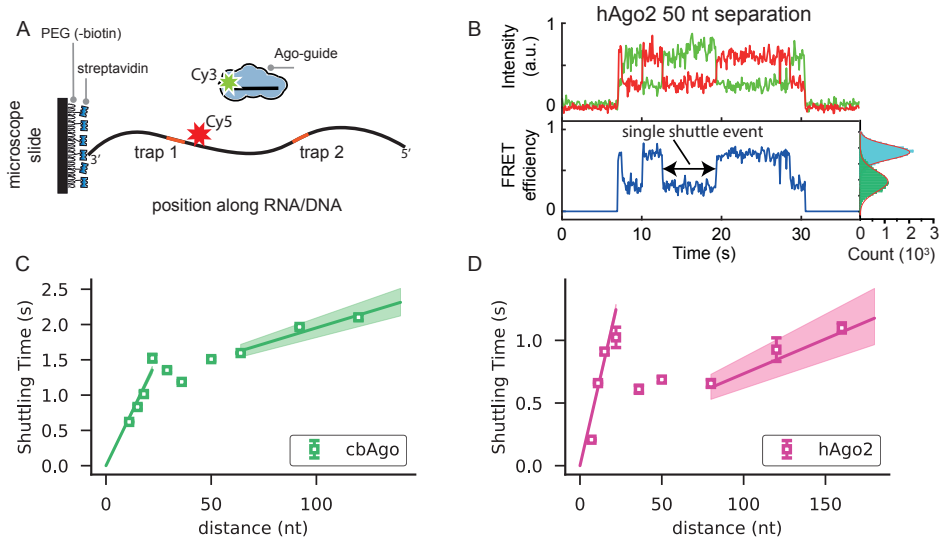 A
PEG (-biotin)
streptavidin
microscope
slide
3′
trap 1
Cy5
Cy3
Ago-guide
trap 2
5′
position along RNA/DNA
B
hAgo2 50 nt separation
Intensity
(a.u.)
1
0
FRET
efficiency
1
0
single shuttle event
0 10 20 30
Time (s)
0 1 2 3
Count (10³)
C
Shuttling Time (s)
2.5
2.0
1.5
1.0
0.5
0.0
cbAgo
0 50 100
distance (nt)
D
Shuttling Time (s)
1.0
0.5
0.0
hAgo2
0 50 100 150
distance (nt)